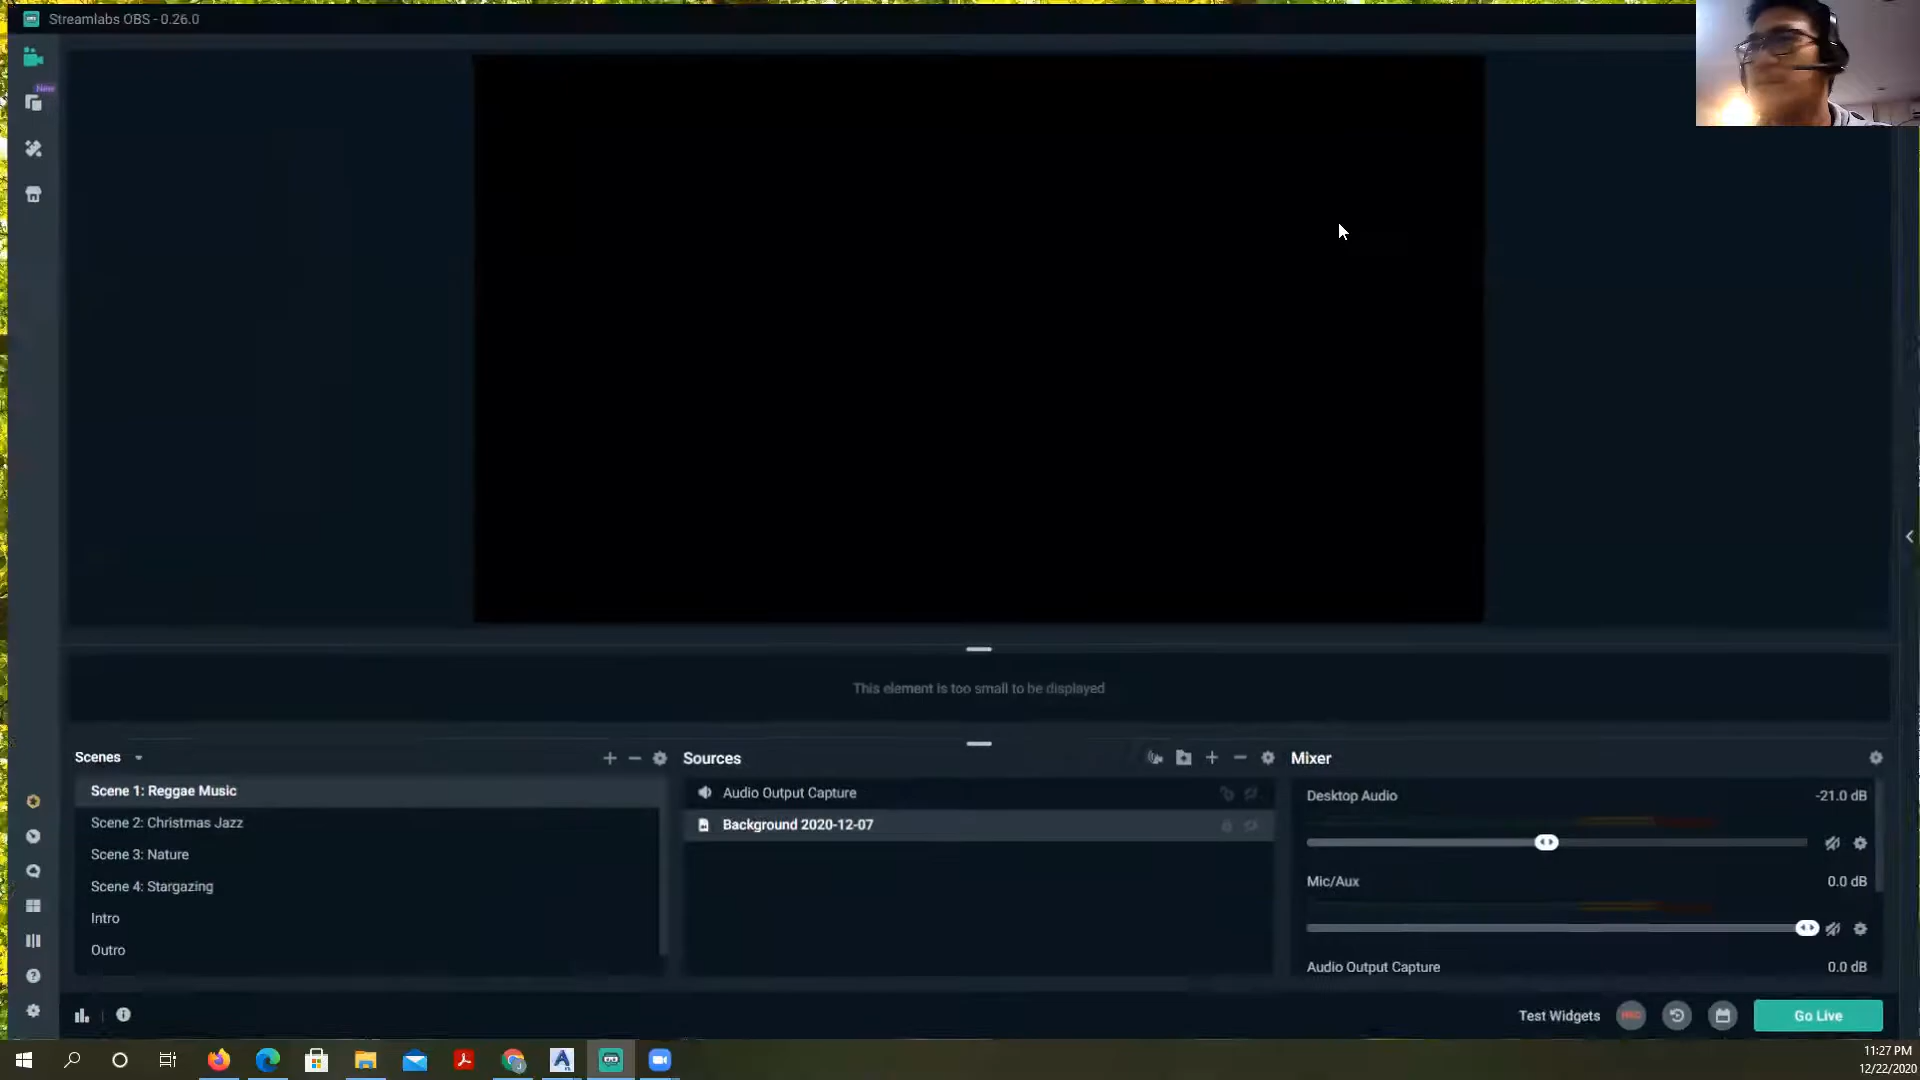 Streamlabs OBS - 0.26.0
New
This element is too small to be displayed
Scenes
Scene 1: Reggae Music
Scene 2: Christmas Jazz
Scene 3: Nature
Scene 4: Stargazing
Intro
Outro
Sources
Audio Output Capture
Background 2020-12-07
Mixer
Desktop Audio -21.0 dB
Mic/Aux 0.0 dB
Audio Output Capture 0.0 dB
Test Widgets
REC
Go Live
11:27 PM
12/22/2020